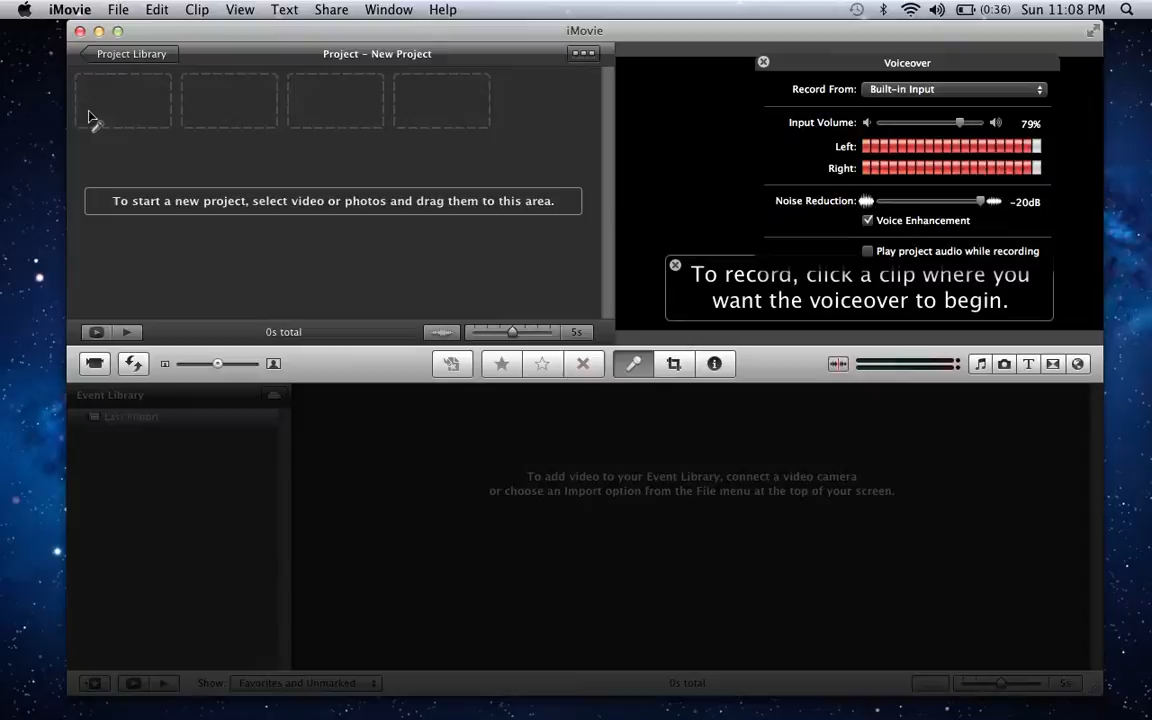 iMovie File Edit Clip View Text Share Window Help (0:36) Sun 11:08 PM
iMovie
Project Library
Project – New Project
Voiceover
Record From: Built-in Input
Input Volume: 79%
Left:
Right:
Noise Reduction: -20dB
Voice Enhancement
Play project audio while recording
To start a new project, select video or photos and drag them to this area.
To record, click a clip where you
want the voiceover to begin.
0s total
5s
Event Library
Last Import
To add video to your Event Library, connect a video camera
or choose an Import option from the File menu at the top of your screen.
Show: Favorites and Unmarked
0s total
5s